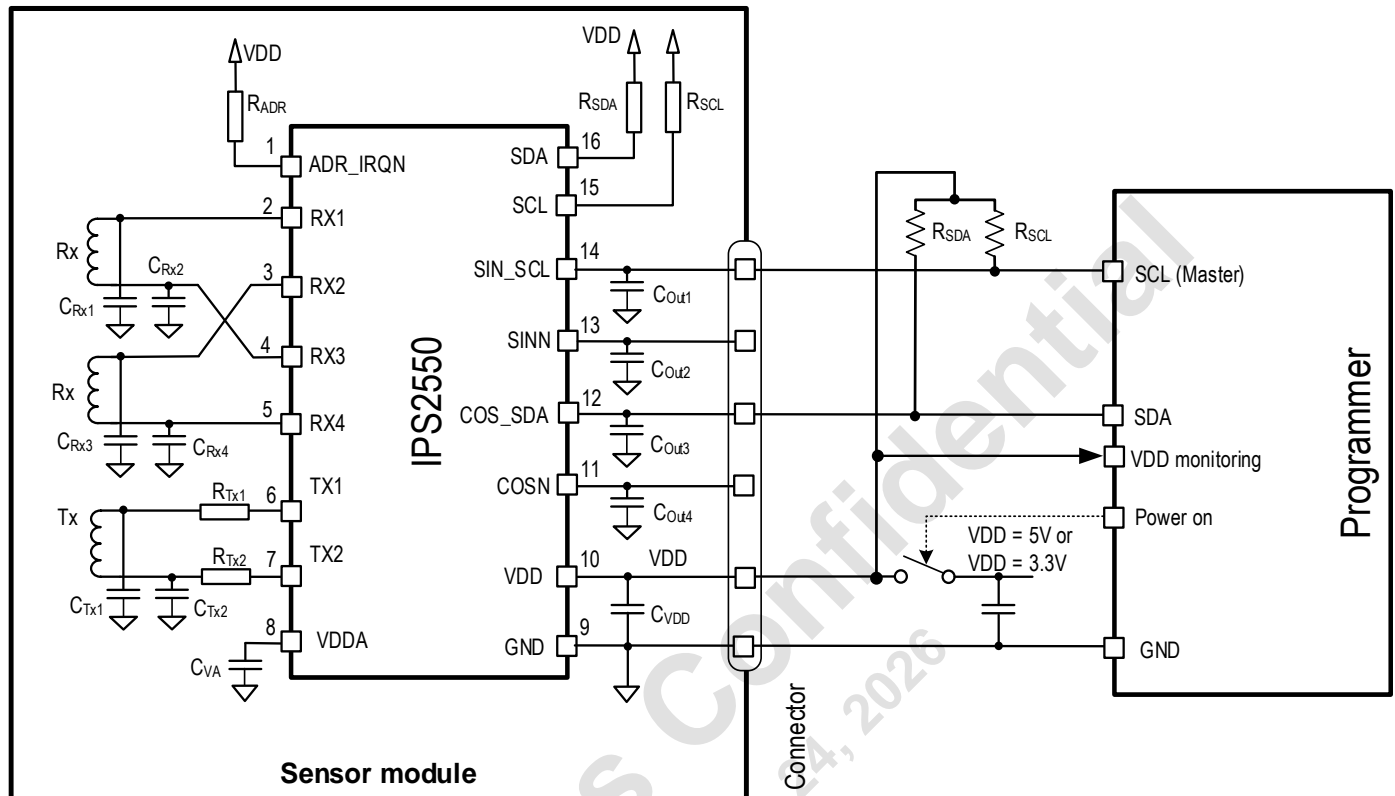 VDD
RADR
1
ADR_IRQN
2
RX1
Rx
CRx2
CRx1
3
RX2
4
RX3
Rx
5
RX4
CRx3
CRx4
TX1
RTx1
6
Tx
TX2
RTx2
7
CTx1
CTx2
8
VDDA
CVA
IPS2550
VDD
RSDA
RSCL
16
SDA
15
SCL
14
SIN_SCL
COut1
13
SINN
COut2
12
COS_SDA
COut3
11
COSN
COut4
10
VDD
VDD
CVDD
9
GND
Sensor module
Connector
RSDA
RSCL
SCL (Master)
SDA
VDD monitoring
Power on
VDD = 5V or
VDD = 3.3V
GND
Programmer
s Confidential
24, 2026